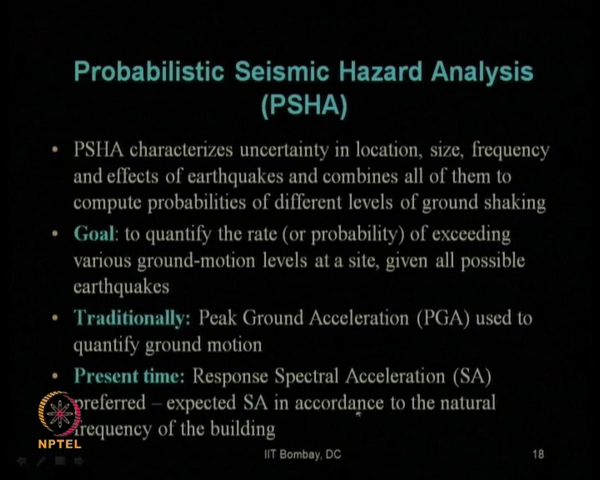 Probabilistic Seismic Hazard Analysis
(PSHA)
• PSHA characterizes uncertainty in location, size, frequency
and effects of earthquakes and combines all of them to
compute probabilities of different levels of ground shaking
• Goal: to quantify the rate (or probability) of exceeding
various ground-motion levels at a site, given all possible
earthquakes
• Traditionally: Peak Ground Acceleration (PGA) used to
quantify ground motion
• Present time: Response Spectral Acceleration (SA)
preferred – expected SA in accordance to the natural
frequency of the building
NPTEL
IIT Bombay, DC
18